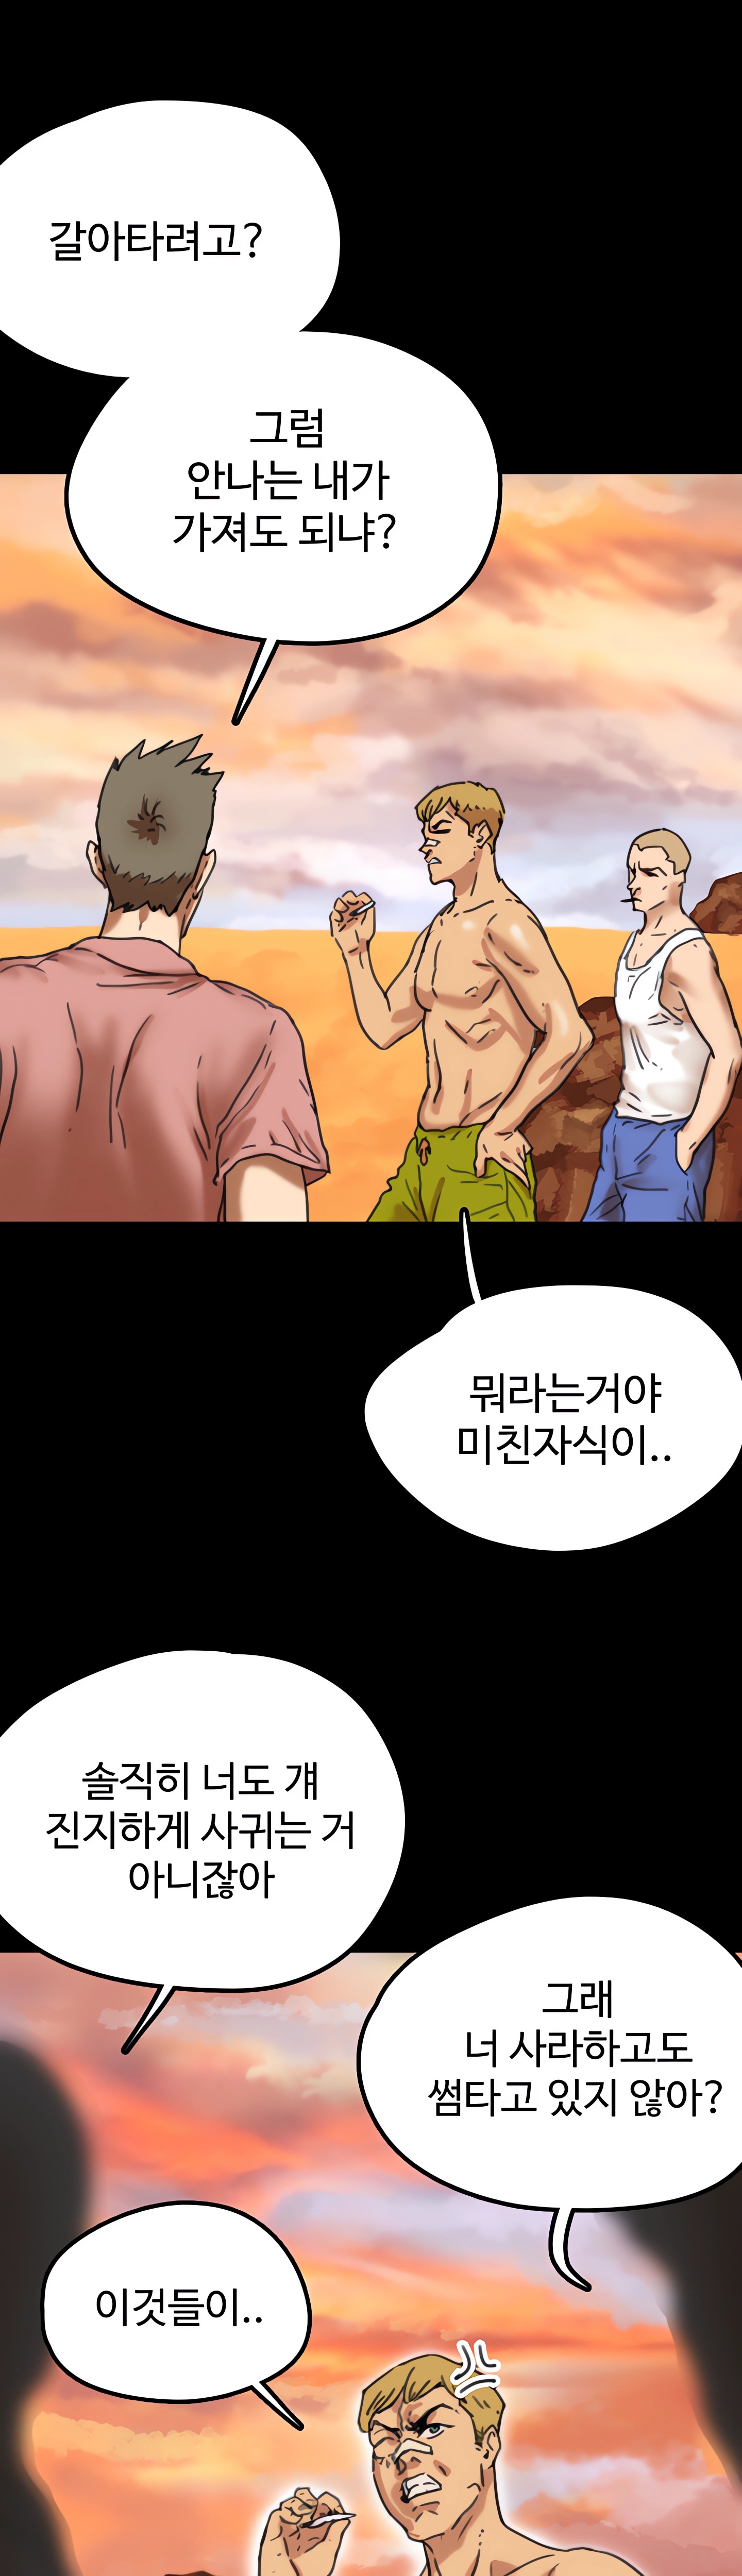 갈아타려고?
그럼
안나는 내가
가져도 되냐?
뭐라는거야
미친자식이..
솔직히 너도 걔
진지하게 사귀는 거
아니잖아
그래
너 사라하고도
썸타고 있지 않아?
이것들이..